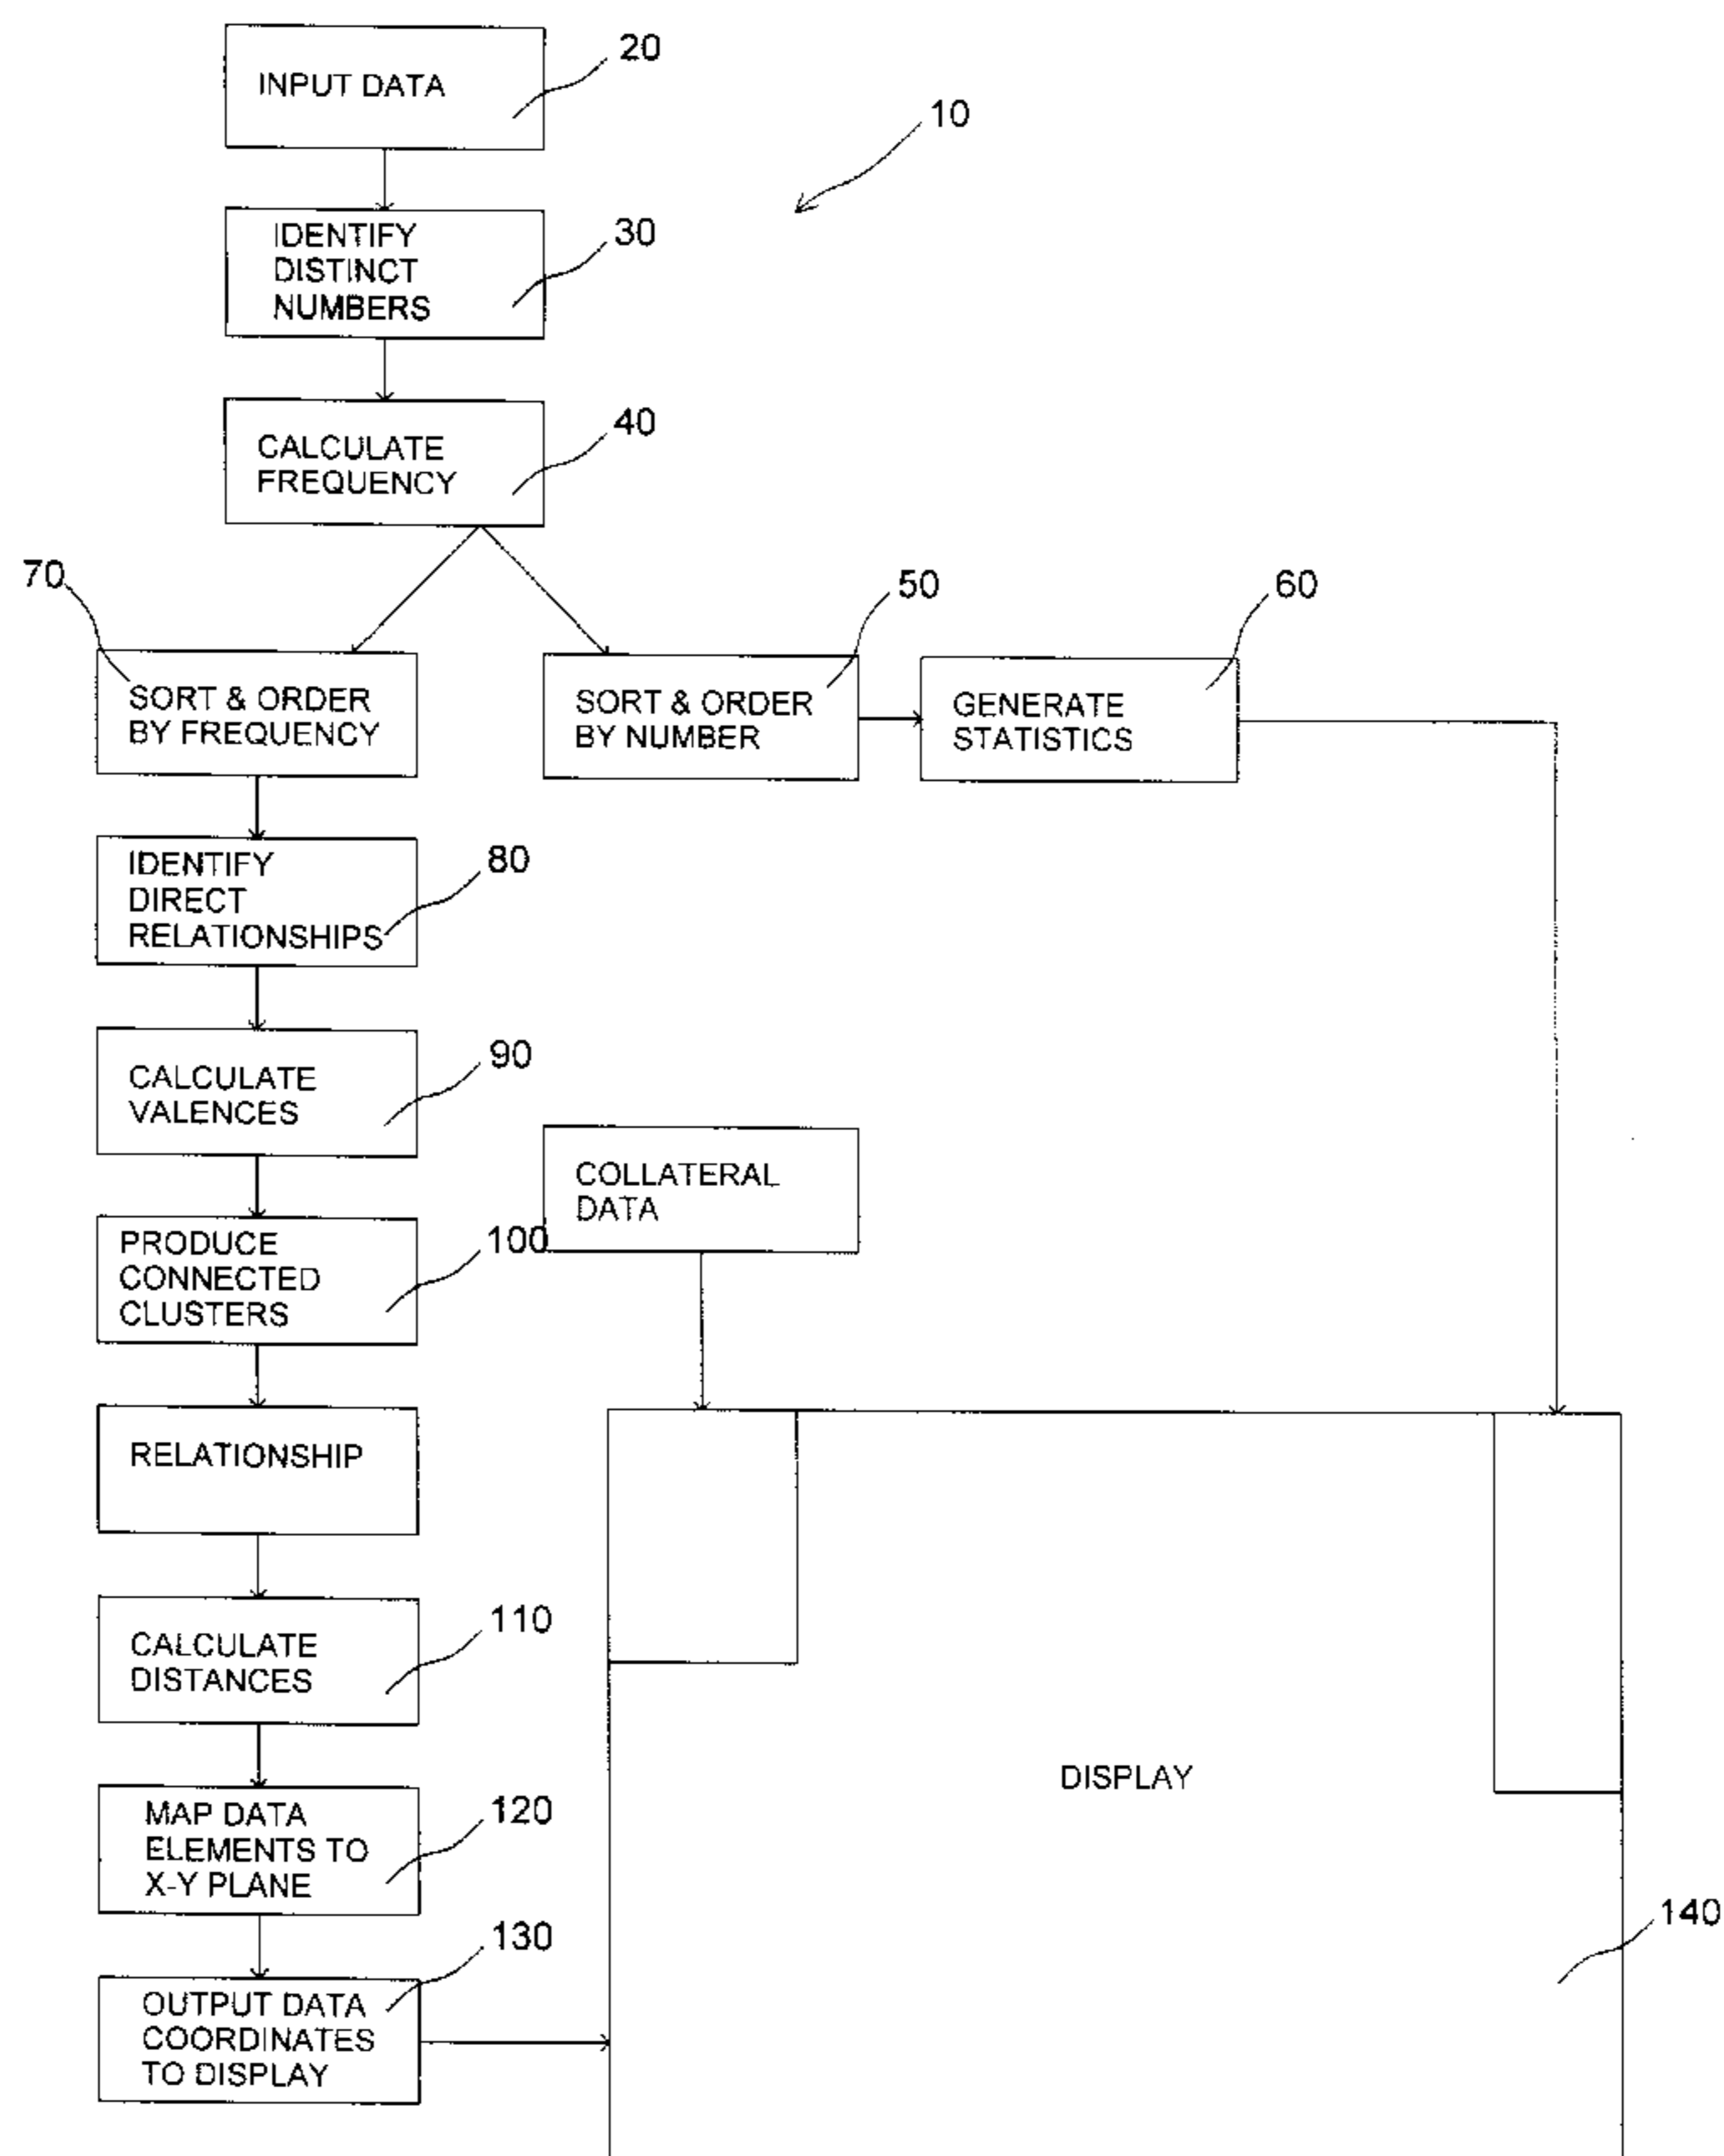 INPUT DATA
20
10
IDENTIFY
DISTINCT
NUMBERS
30
CALCULATE
FREQUENCY
40
70
SORT & ORDER
BY FREQUENCY
50
SORT & ORDER
BY NUMBER
60
GENERATE
STATISTICS
IDENTIFY
DIRECT
RELATIONSHIPS
80
CALCULATE
VALENCES
90
COLLATERAL
DATA
PRODUCE
CONNECTED
CLUSTERS
100
RELATIONSHIP
CALCULATE
DISTANCES
110
DISPLAY
MAP DATA
ELEMENTS TO
X-Y PLANE
120
140
OUTPUT DATA
COORDINATES
TO DISPLAY
130